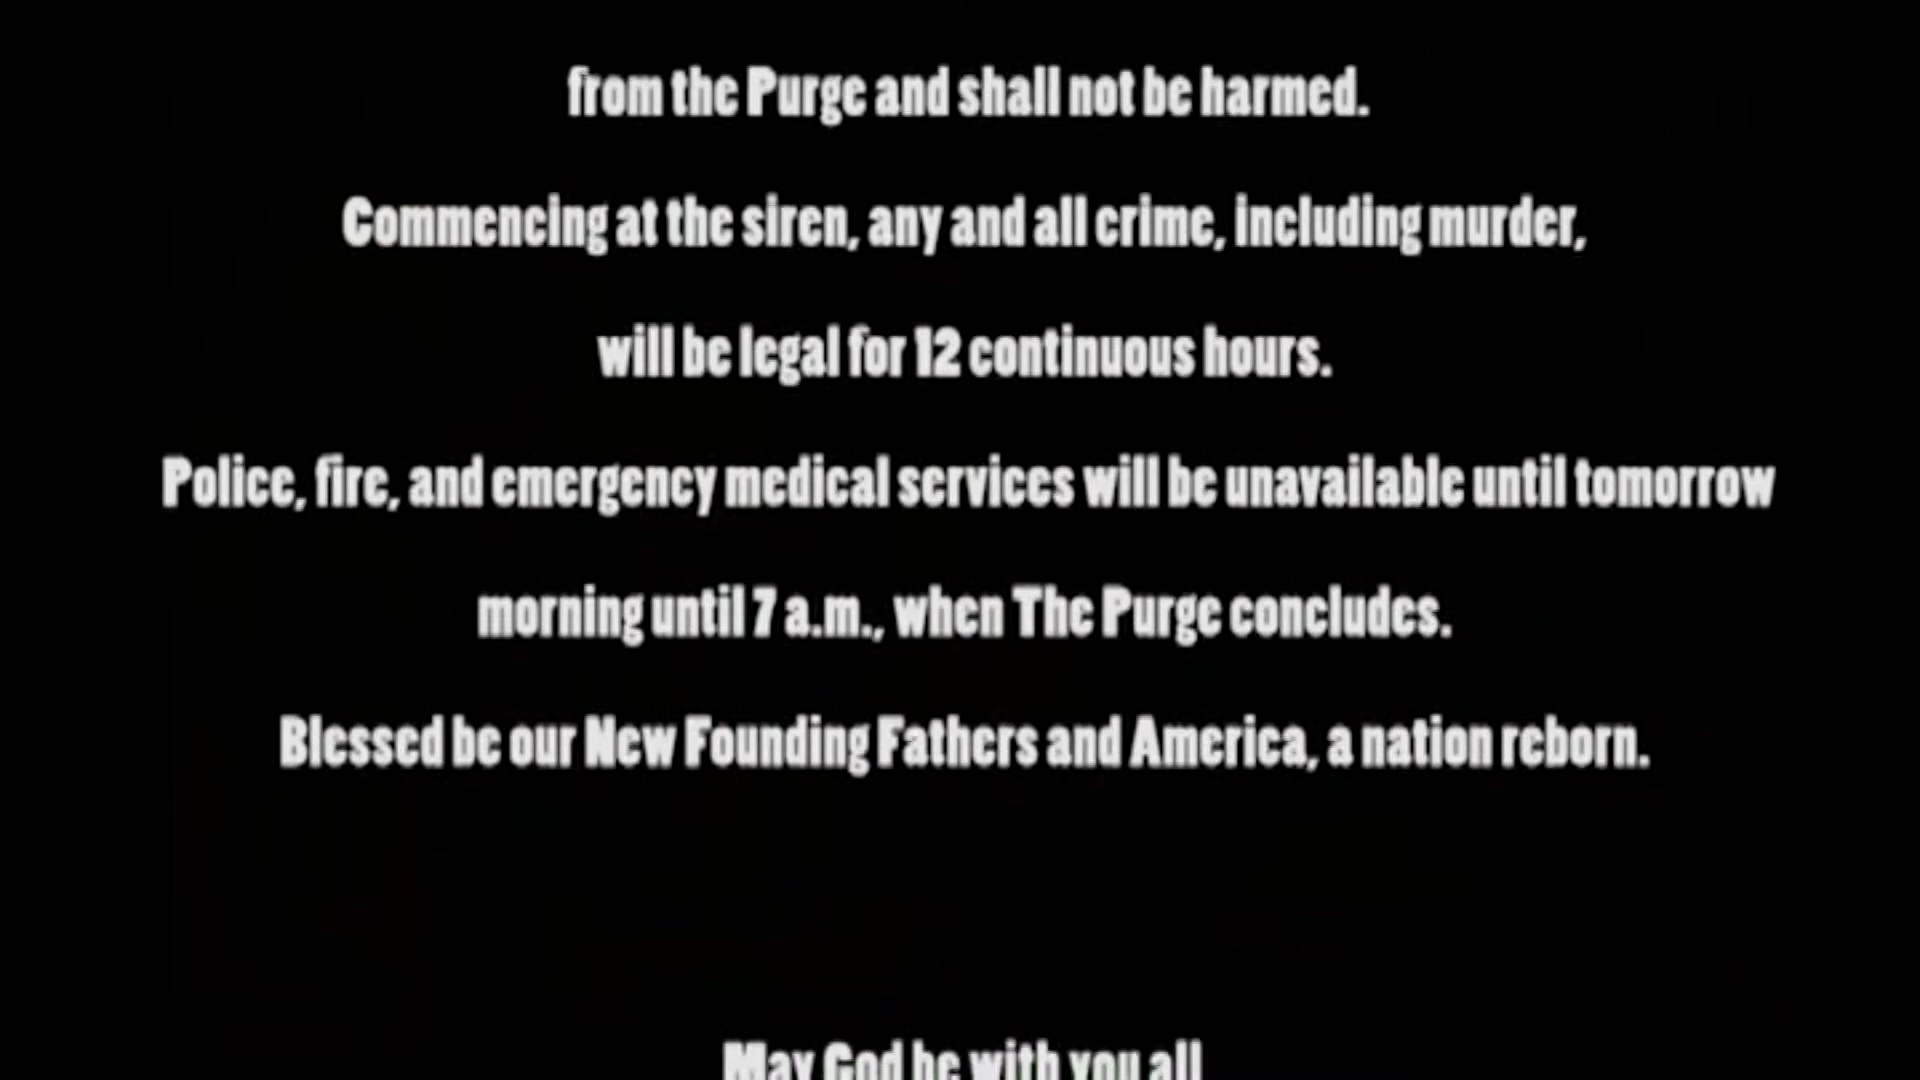 from the Purge and shall not be harmed.
Commencing at the siren, any and all crime, including murder,
will be legal for 12 continuous hours.
Police, fire, and emergency medical services will be unavailable until tomorrow
morning until 7 a.m., when The Purge concludes.
Blessed be our New Founding Fathers and America, a nation reborn.
May God be with you all